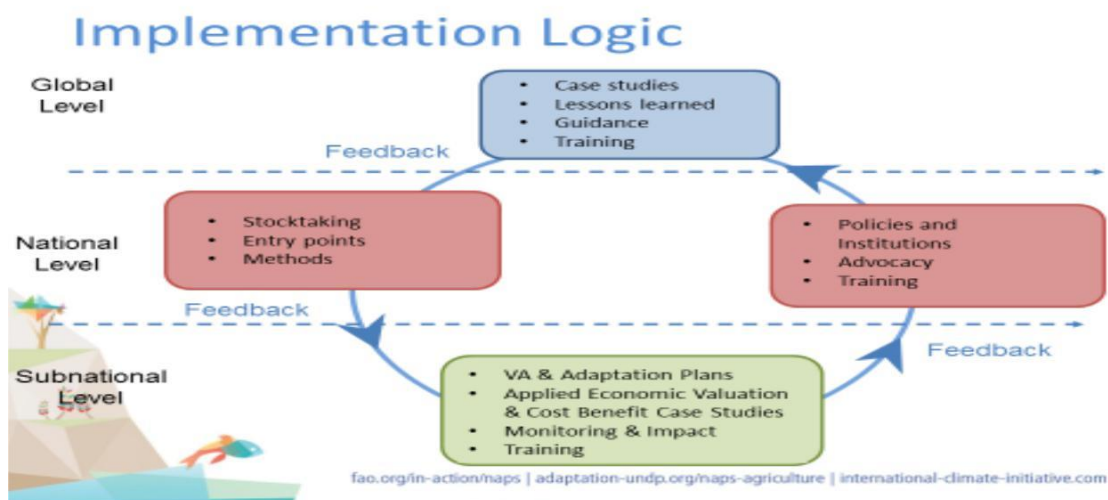 Implementation Logic
Global
Level
• Case studies
• Lessons learned
• Guidance
• Training
Feedback
National
Level
• Stocktaking
• Entry points
• Methods
• Policies and
Institutions
• Advocacy
• Training
Feedback
Feedback
Subnational
Level
• VA & Adaptation Plans
• Applied Economic Valuation
& Cost Benefit Case Studies
• Monitoring & Impact
• Training
fao.org/in-action/naps | adaptation-undp.org/naps-agriculture | international-climate-initiative.com